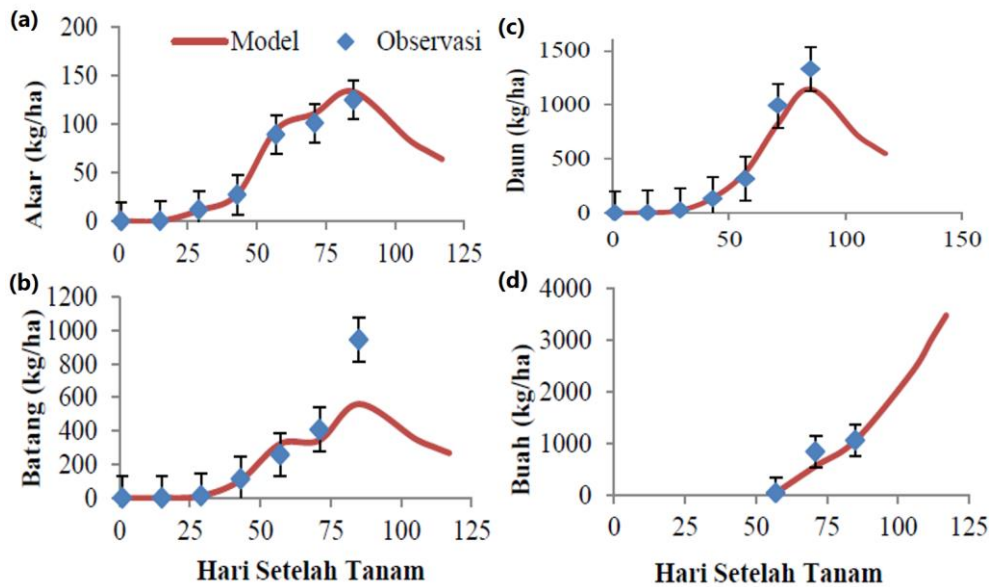 (a)
200
150
100
50
0
Akar (kg/ha)
Model
Observasi
0 25 50 75 100 125
(c)
1500
1000
500
0
Daun (kg/ha)
0 50 100 150
(b)
1200
1000
800
600
400
200
0
Batang (kg/ha)
0 25 50 75 100 125
Hari Setelah Tanam
(d)
4000
3000
2000
1000
0
Buah (kg/ha)
0 25 50 75 100 125
Hari Setelah Tanam